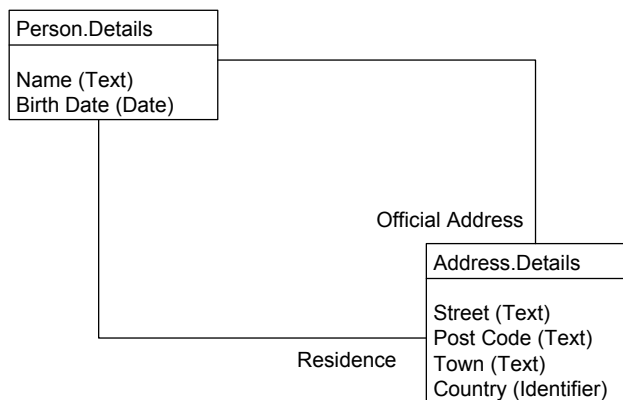 Person.Details
Name (Text)
Birth Date (Date)
Official Address
Address.Details
Street (Text)
Post Code (Text)
Town (Text)
Country (Identifier)
Residence